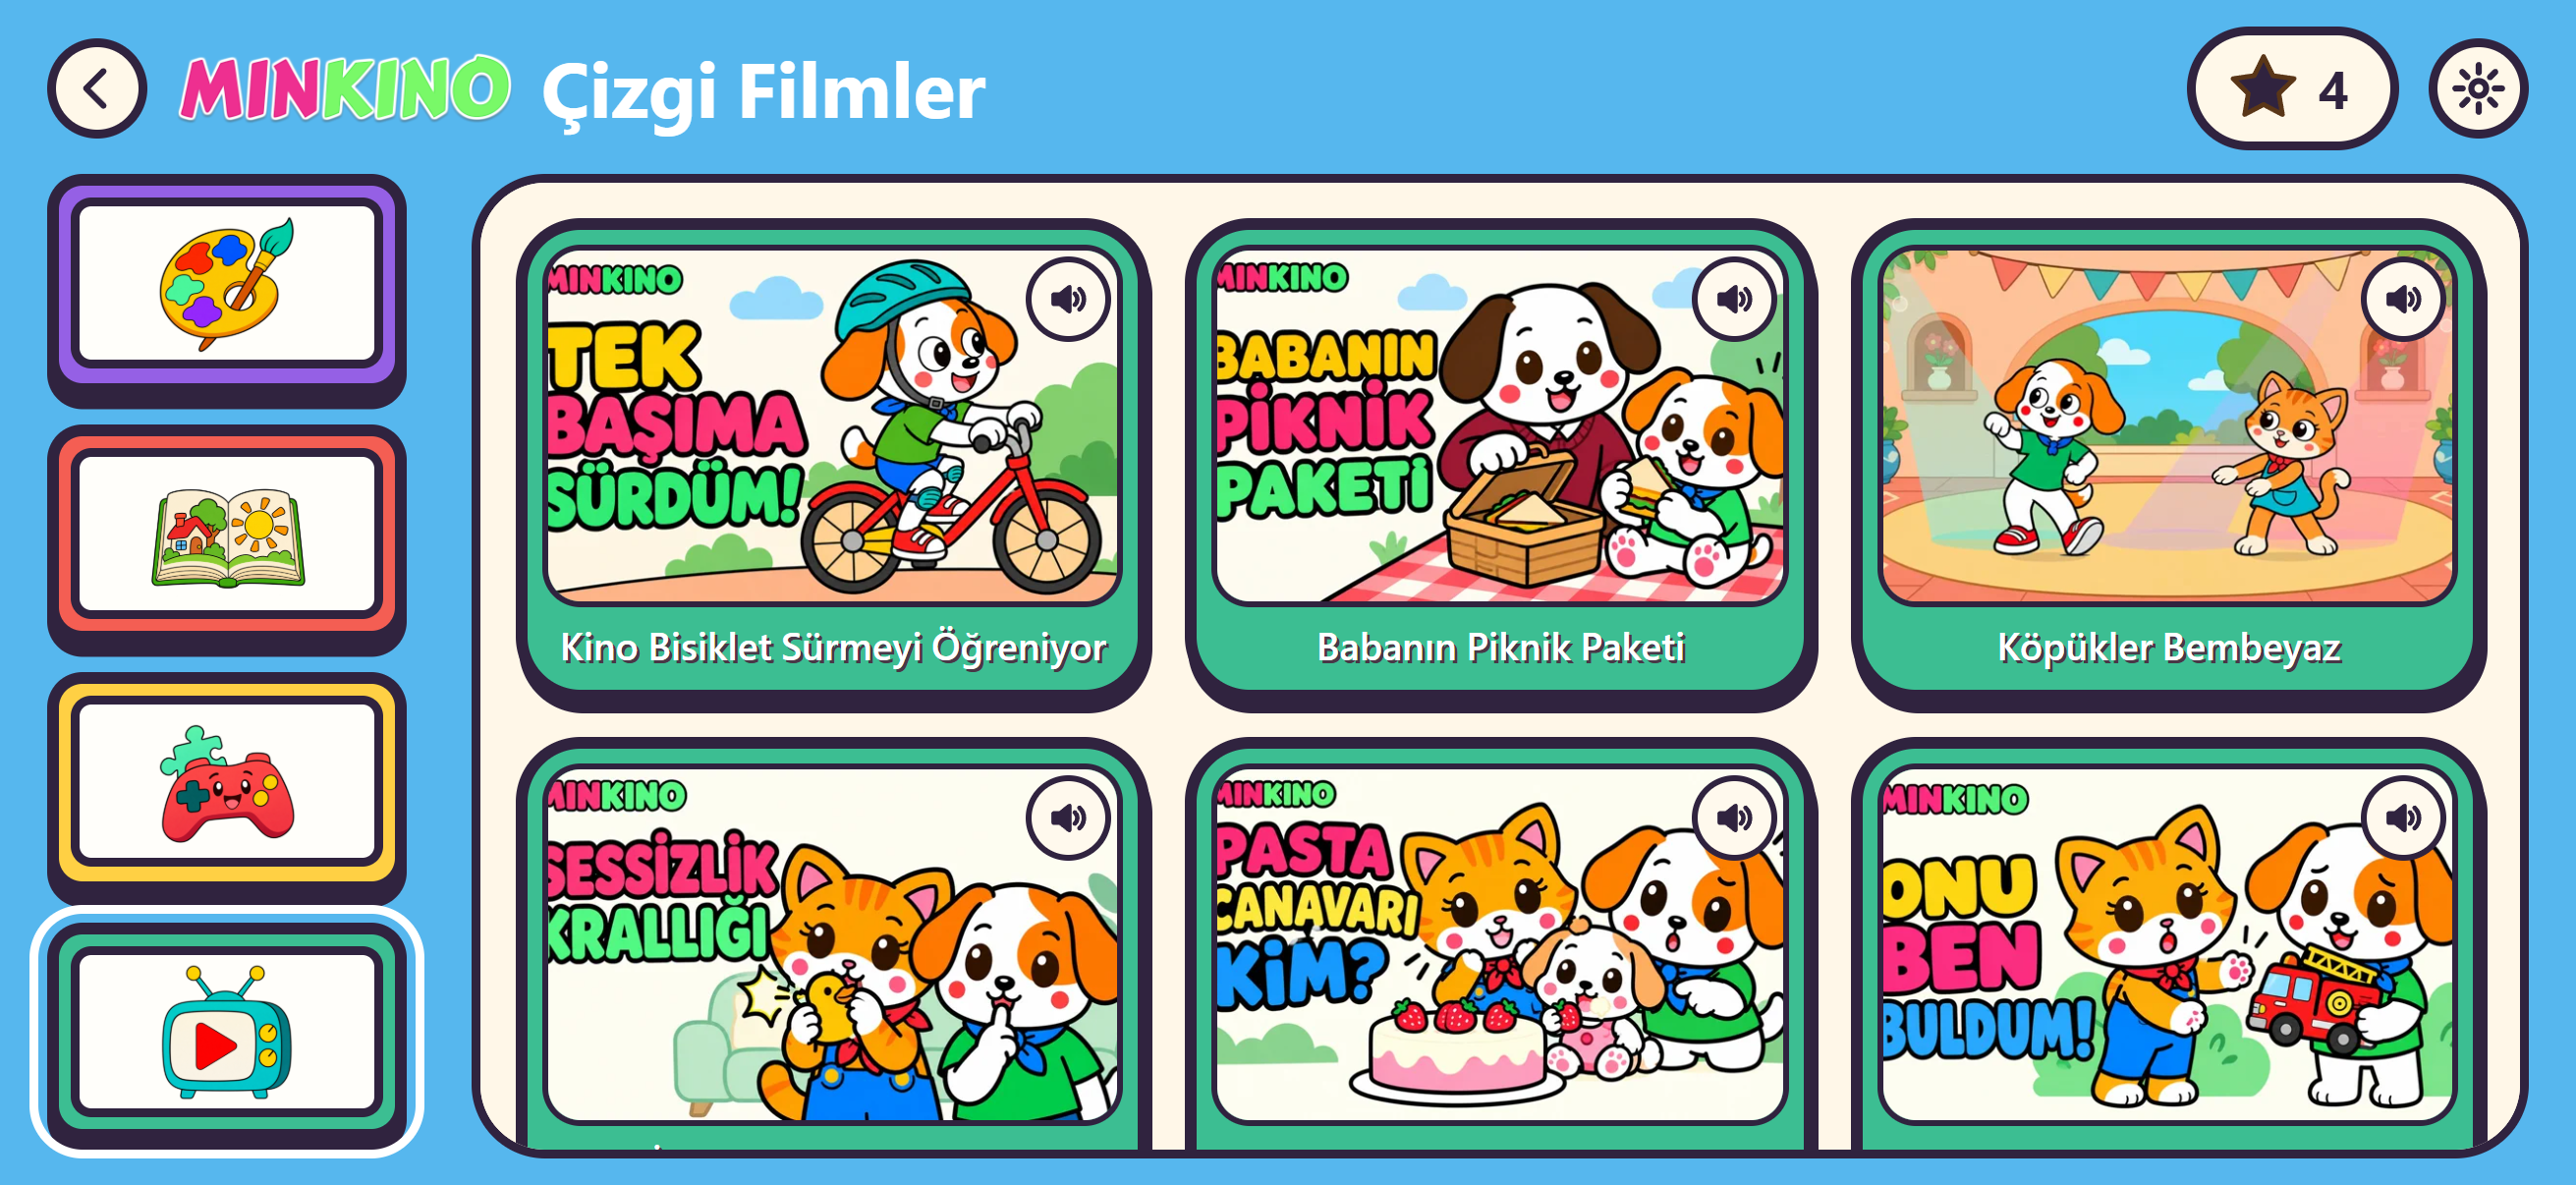 MINKINO Çizgi Filmler
4
MINKINO
TEK
BAŞIMA
SÜRDÜM!
Kino Bisiklet Sürmeyi Öğreniyor
MINKINO
BABANIN
PİKNİK
PAKETİ
Babanın Piknik Paketi
Köpükler Bembeyaz
MINKINO
SESSİZLİK
KRALLIĞI
MINKINO
PASTA
CANAVARI
KİM?
MINKINO
ONU
BEN
BULDUM!